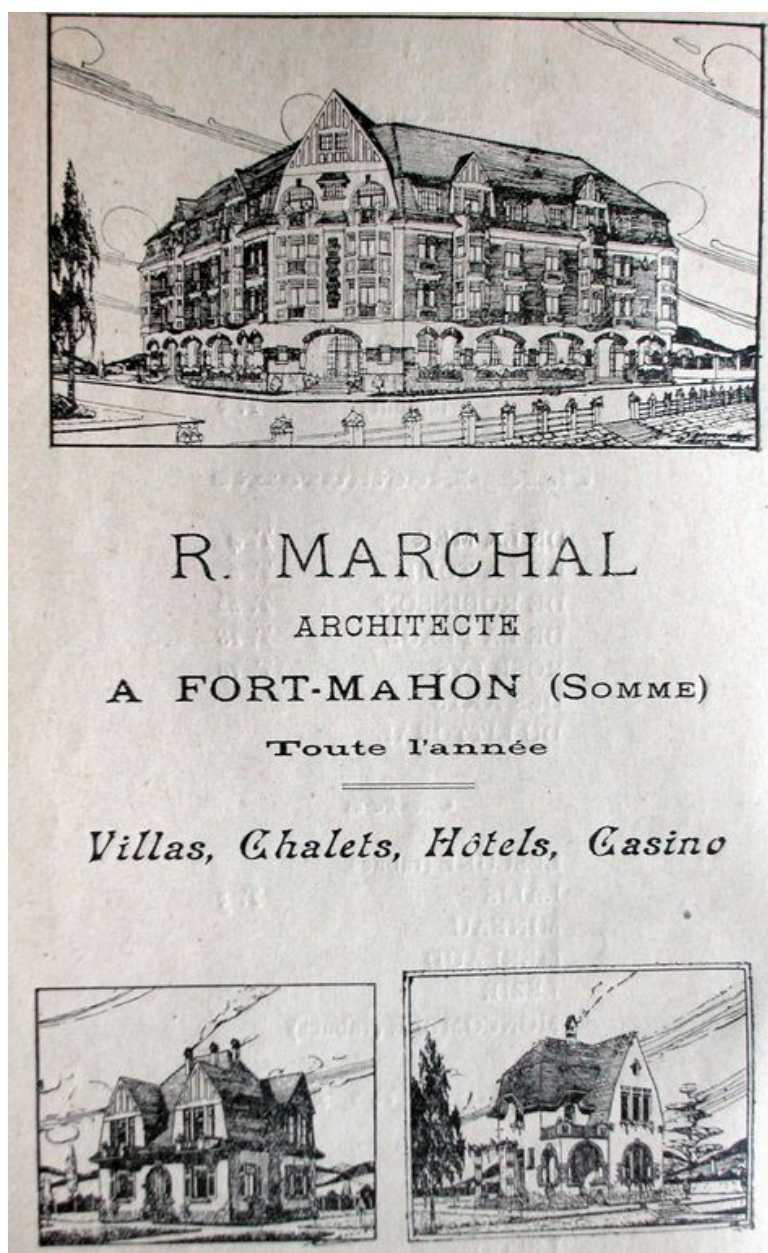 R. MARCHAL
ARCHITECTE
A FORT-MAHON (SOMME)
Toute l'année
Villas, Chalets, Hôtels, Casino